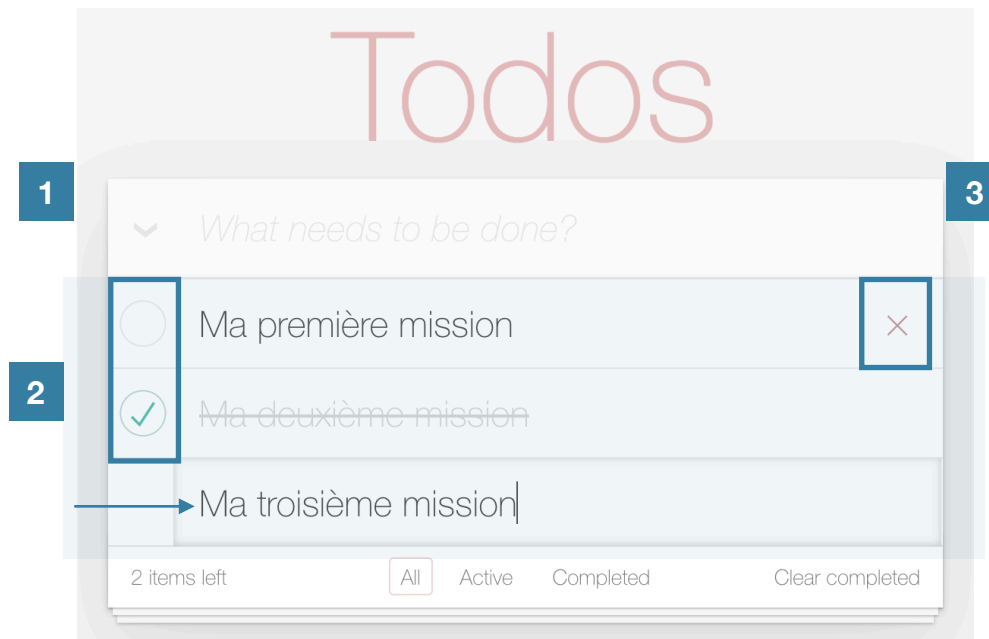 Todos
1
3
What needs to be done?
Ma première mission
2
Ma deuxième mission
Ma troisième mission
2 items left All Active Completed Clear completed